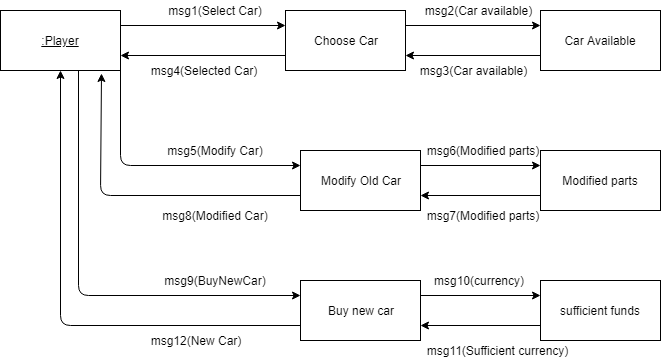 msg1(Select Car)
msg2(Car available)
:Player
Choose Car
Car Available
msg4(Selected Car)
msg3(Car available)
msg5(Modify Car)
msg6(Modified parts)
Modify Old Car
Modified parts
msg8(Modified Car)
msg7(Modified parts)
msg9(BuyNewCar)
msg10(currency)
Buy new car
sufficient funds
msg12(New Car)
msg11(Sufficient currency)